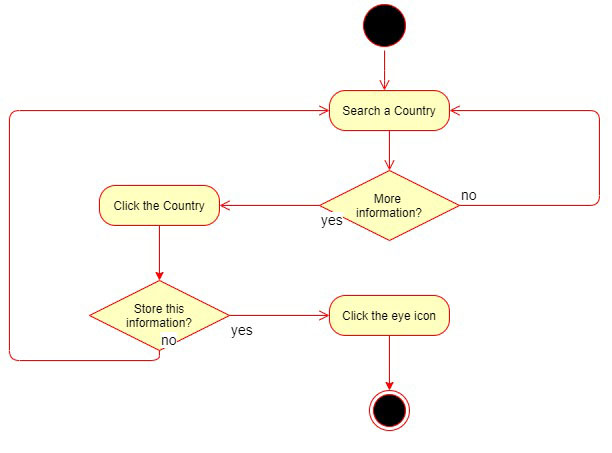 Search a Country
More
information?
no
yes
Click the Country
Store this
information?
no
yes
Click the eye icon